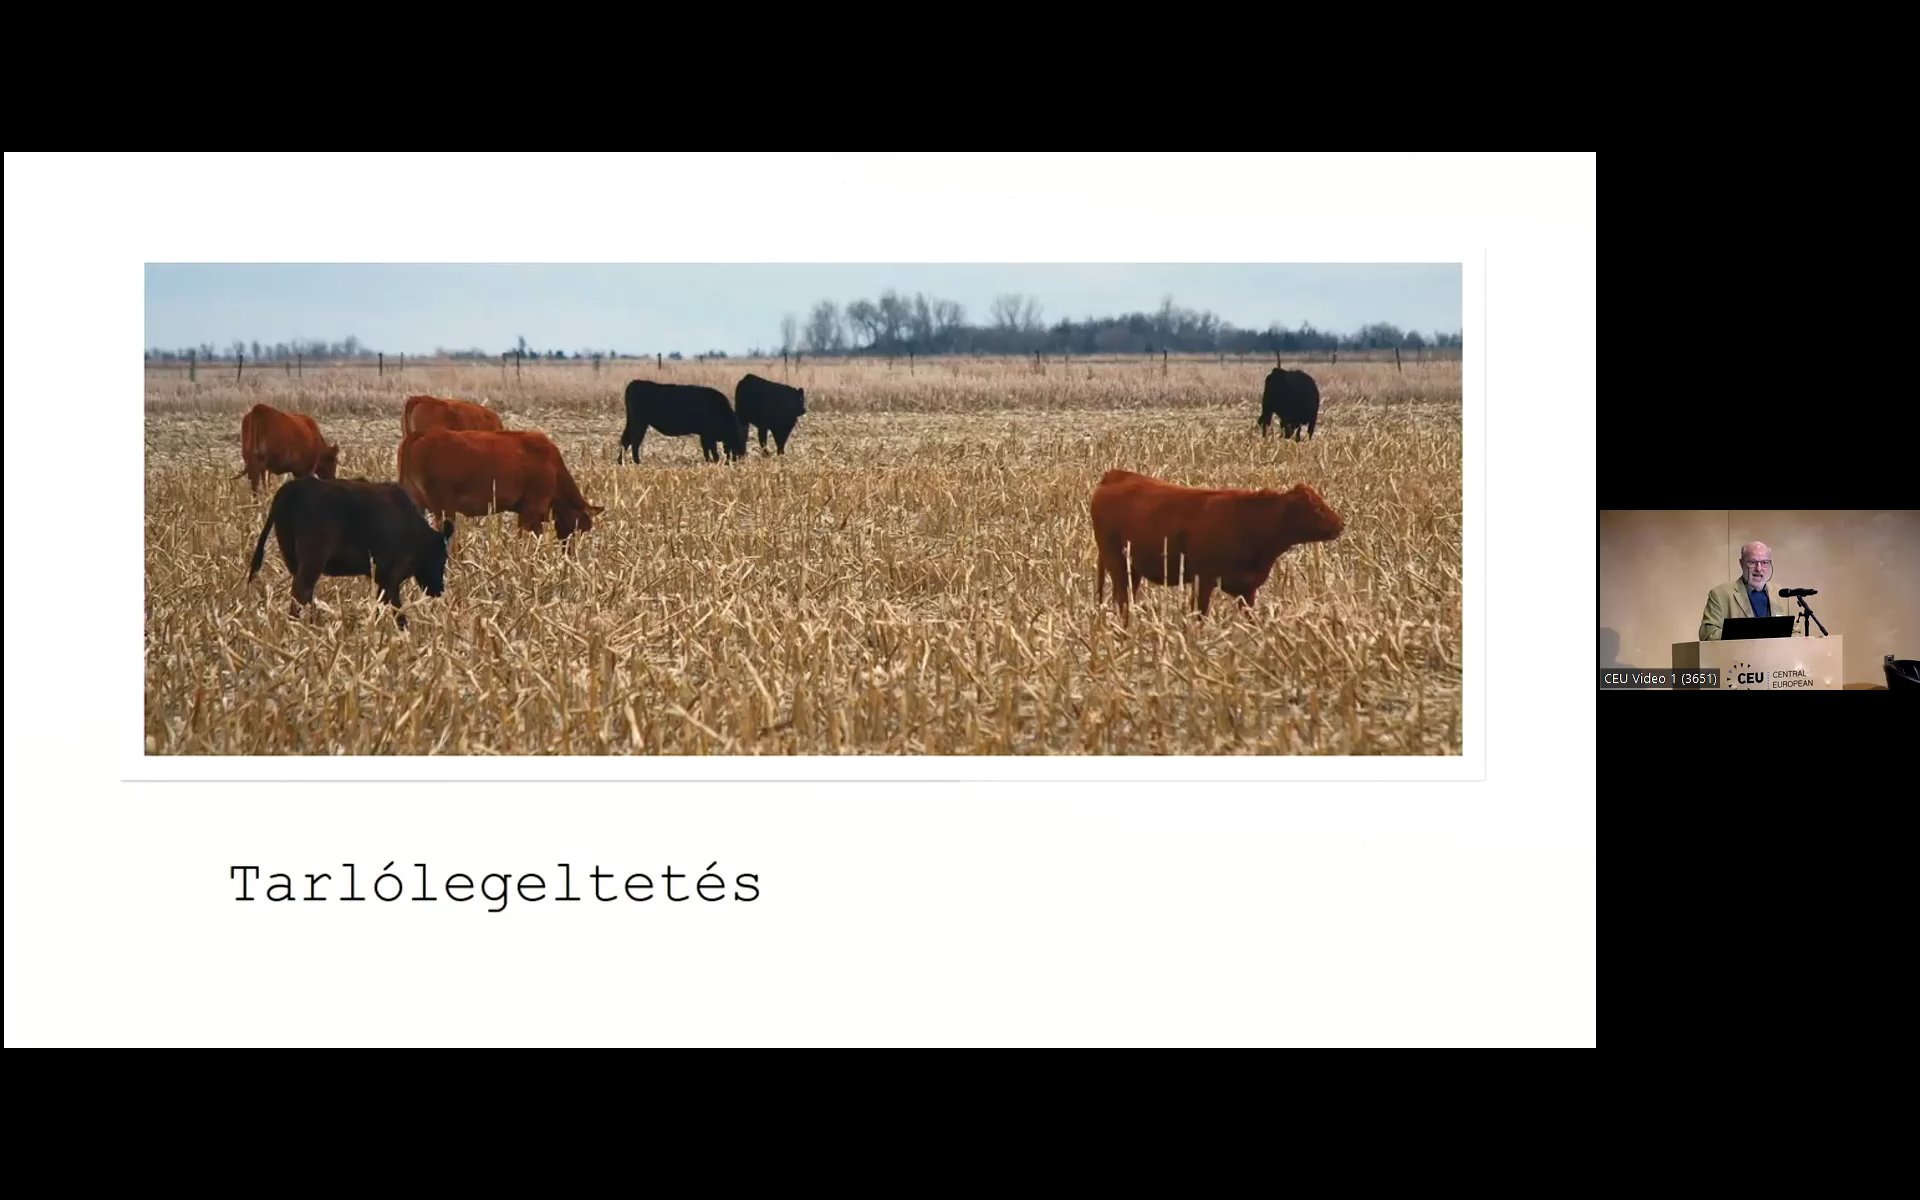 Tarlólegeltetés
CEU Video 1 (3651)
CEU
CENTRAL
EUROPEAN